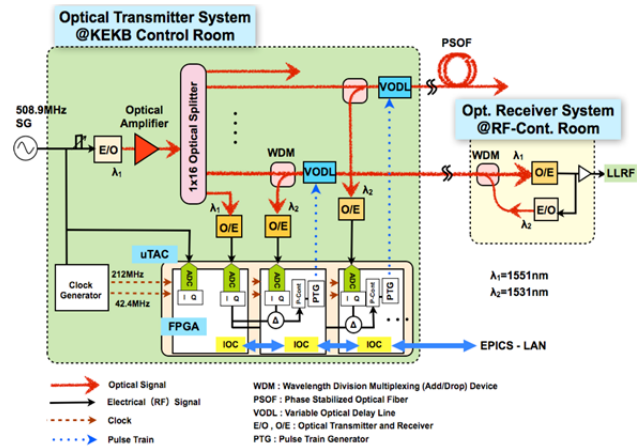 Optical Transmitter System
@KEKB Control Room
PSOF
VODL
508.9MHz
SG
Optical
Amplifier
E/O
λ1
1x16 Optical Splitter
WDM
VODL
λ2
λ1
λ2
O/E
O/E
O/E
Opt. Receiver System
@RF-Cont. Room
WDM
λ1
O/E
LLRF
E/O
λ2
uTAC
ADC
ADC
ADC
ADC
Clock
Generator
212MHz
42.4MHz
I Q
I Q
I Q
I Q
P-Cont
PTG
P-Cont
PTG
Δ
Δ
FPGA
IOC
IOC
IOC
EPICS - LAN
λ1=1551nm
λ2=1531nm
Optical Signal
Electrical (RF) Signal
Clock
Pulse Train
WDM : Wavelength Division Multiplexing (Add/Drop) Device
PSOF : Phase Stabilized Optical Fiber
VODL : Variable Optical Delay Line
E/O , O/E : Optical Transmitter and Receiver
PTG : Pulse Train Generator